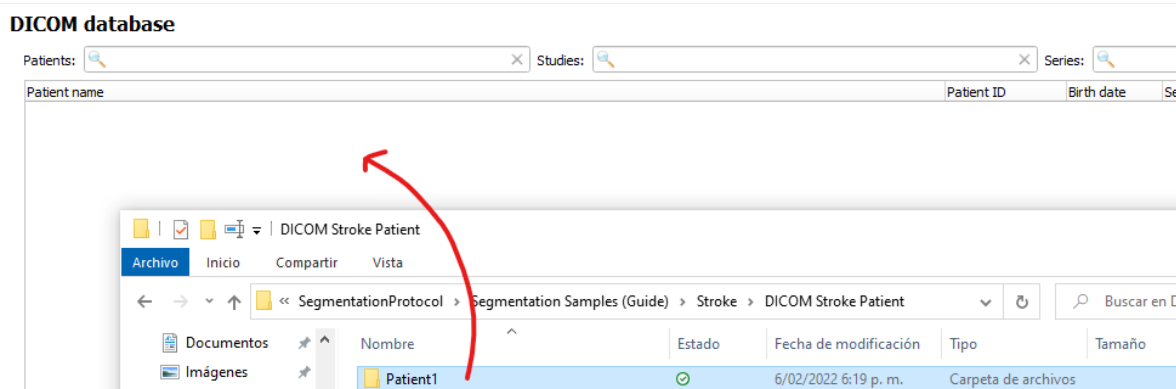 DICOM database
Patients: Studies: Series:
Patient name Patient ID Birth date
DICOM Stroke Patient
Archivo Inicio Compartir Vista
« SegmentationProtocol › Segmentation Samples (Guide) › Stroke › DICOM Stroke Patient Buscar en D
Documentos Nombre Estado Fecha de modificación Tipo Tamaño
Imágenes Patient1 6/02/2022 6:19 p. m. Carpeta de archivos